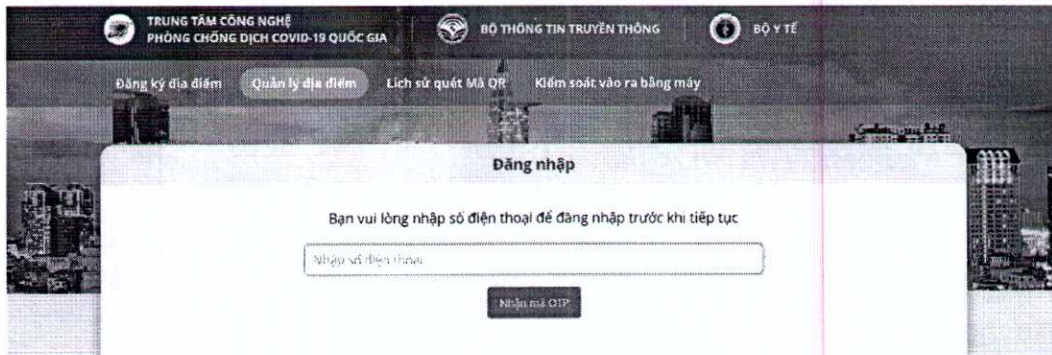 TRUNG TÂM CÔNG NGHỆ
PHÒNG CHỐNG DỊCH COVID-19 QUỐC GIA
BỘ THÔNG TIN TRUYỀN THÔNG
BỘ Y TẾ
Đăng ký địa điểm Quản lý địa điểm Lịch sử quét Mã QR Kiểm soát vào ra bằng máy
Đăng nhập
Bạn vui lòng nhập số điện thoại để đăng nhập trước khi tiếp tục
Nhập số điện thoại
Nhận mã OTP